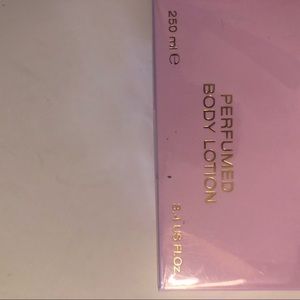 PERFUMED
BODY LOTION
250 ml ℮ 8.4 US Fl.Oz.